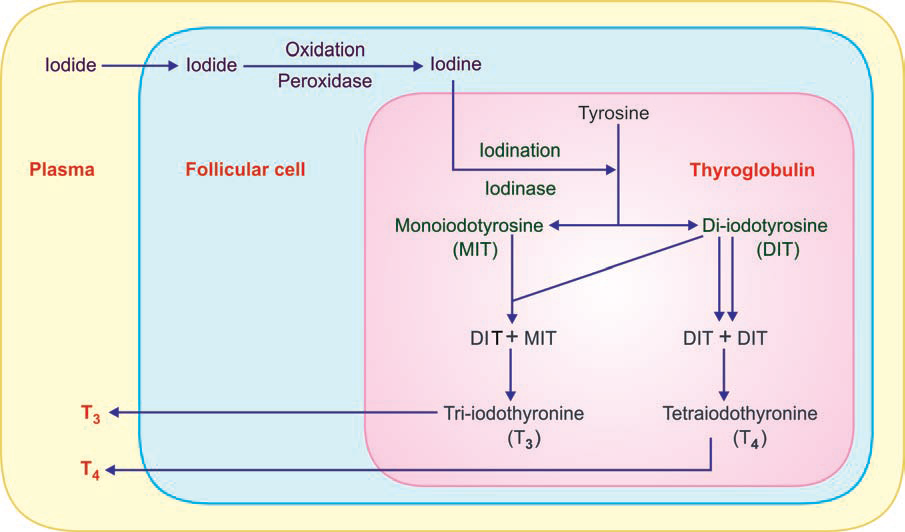 Iodide
Iodide
Oxidation
Peroxidase
Iodine
Tyrosine
Iodination
Iodinase
Plasma
Follicular cell
Thyroglobulin
Monoiodotyrosine
(MIT)
Di-iodotyrosine
(DIT)
DIT + MIT
DIT + DIT
T3
Tri-iodothyronine
(T3)
Tetraiodothyronine
(T4)
T4